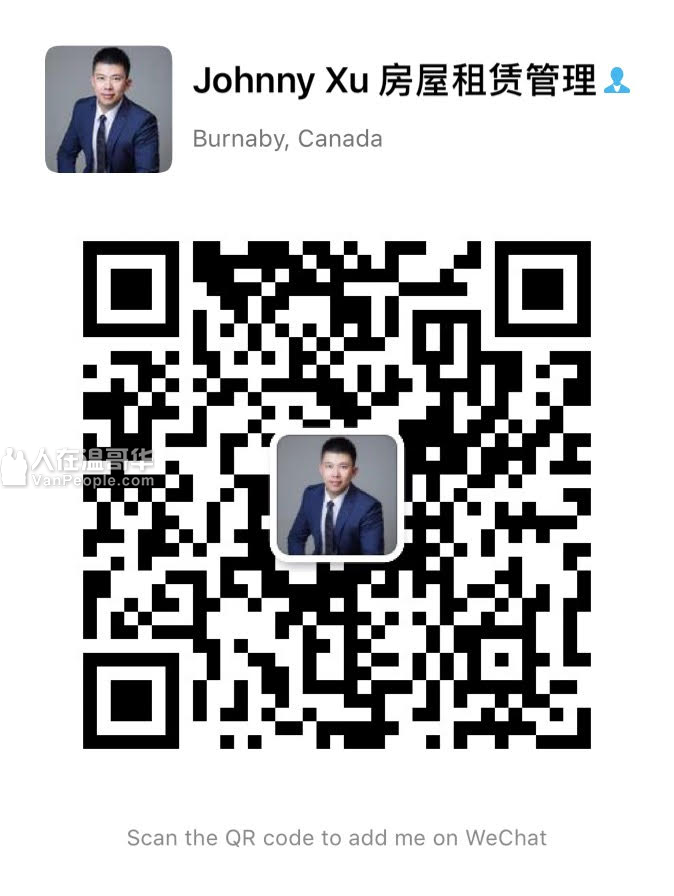 Johnny Xu 房屋租赁管理
Burnaby, Canada
人在温哥华
VanPeople.com
Scan the QR code to add me on WeChat